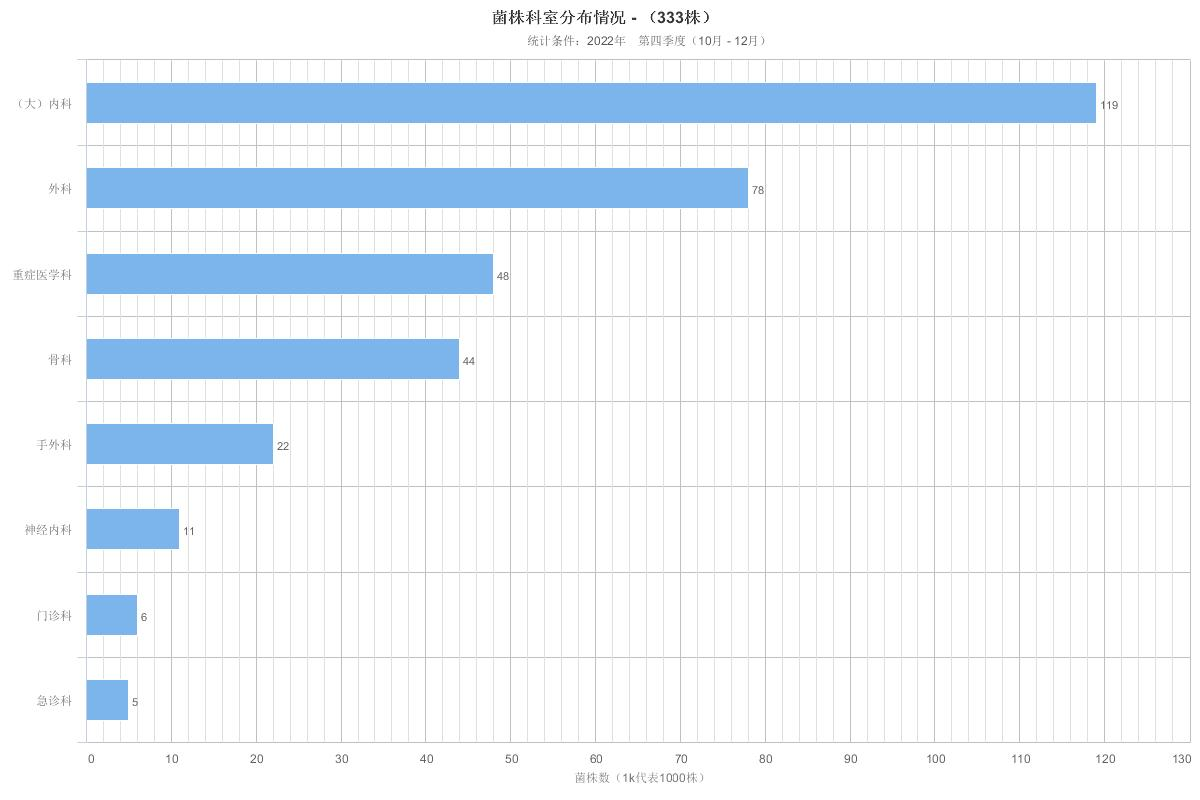 菌株科室分布情况 - （333株）
统计条件：2022年　第四季度（10月 - 12月）
（大）内科 119
外科 78
重症医学科 48
骨科 44
手外科 22
神经内科 11
门诊科 6
急诊科 5
0 10 20 30 40 50 60 70 80 90 100 110 120 130
菌株数（1k代表1000株）